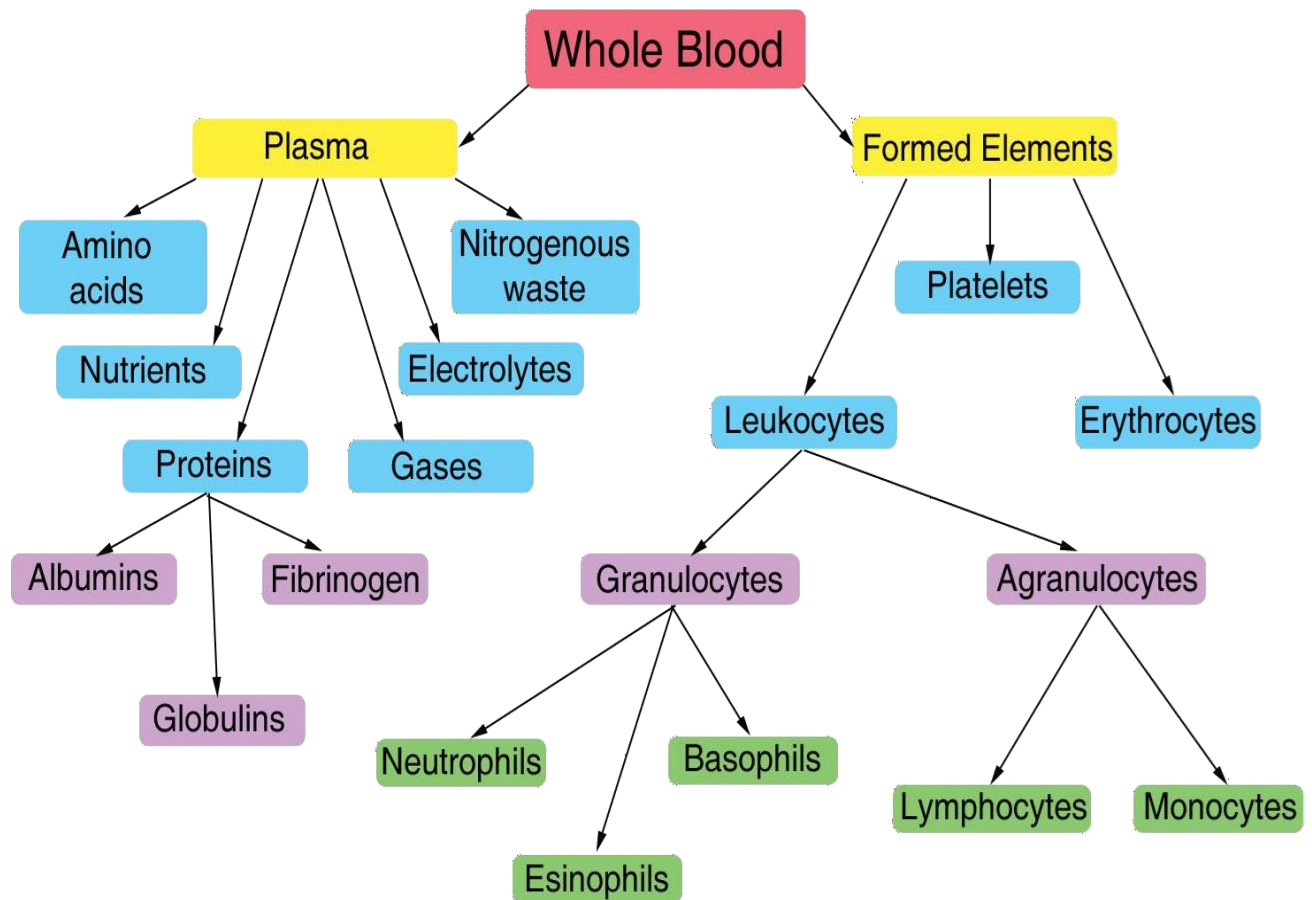 Whole Blood
Plasma
Formed Elements
Amino
acids
Nitrogenous
waste
Platelets
Nutrients
Electrolytes
Leukocytes
Erythrocytes
Proteins
Gases
Albumins
Fibrinogen
Granulocytes
Agranulocytes
Globulins
Neutrophils
Basophils
Lymphocytes
Monocytes
Esinophils